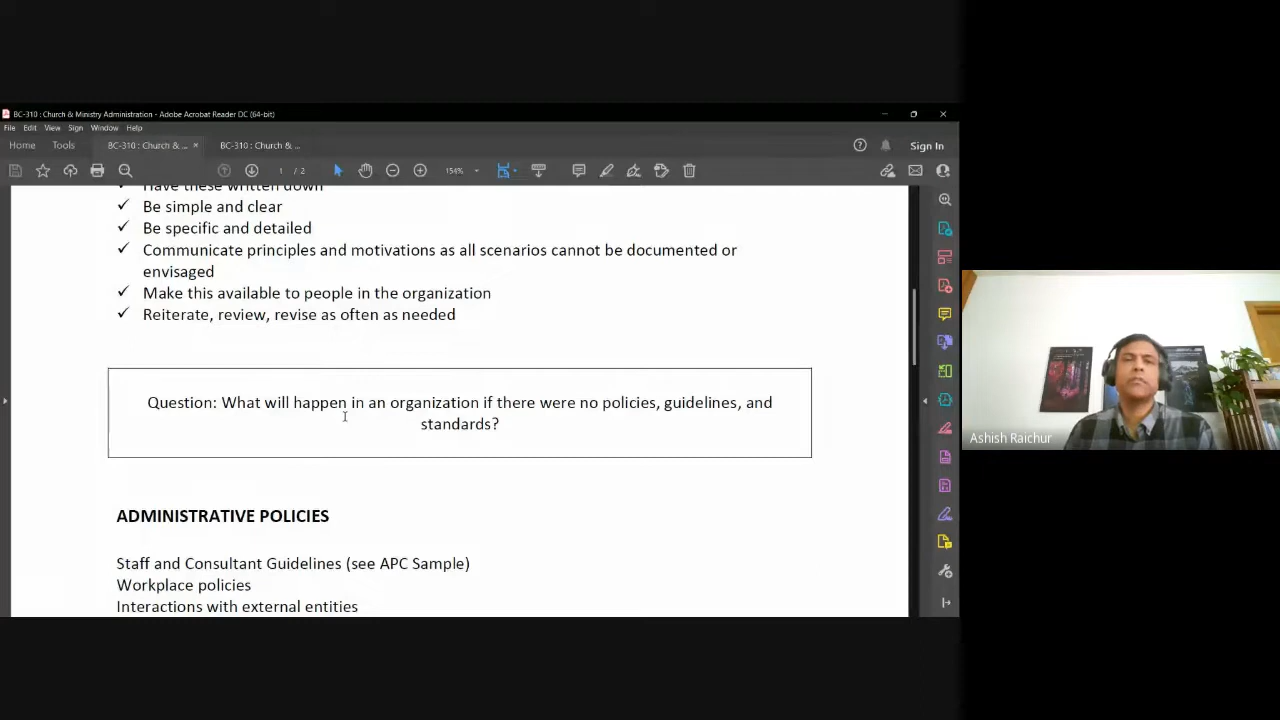 BC-310 : Church & Ministry Administration - Adobe Acrobat Reader DC (64-bit)
File Edit View Sign Window Help
Home Tools BC-310 : Church & ... × BC-310 : Church & ... Sign In
1 / 2 154%
Have these written down
Be simple and clear
Be specific and detailed
Communicate principles and motivations as all scenarios cannot be documented or
envisaged
Make this available to people in the organization
Reiterate, review, revise as often as needed
Question: What will happen in an organization if there were no policies, guidelines, and
standards?
ADMINISTRATIVE POLICIES
Staff and Consultant Guidelines (see APC Sample)
Workplace policies
Interactions with external entities
Ashish Raichur